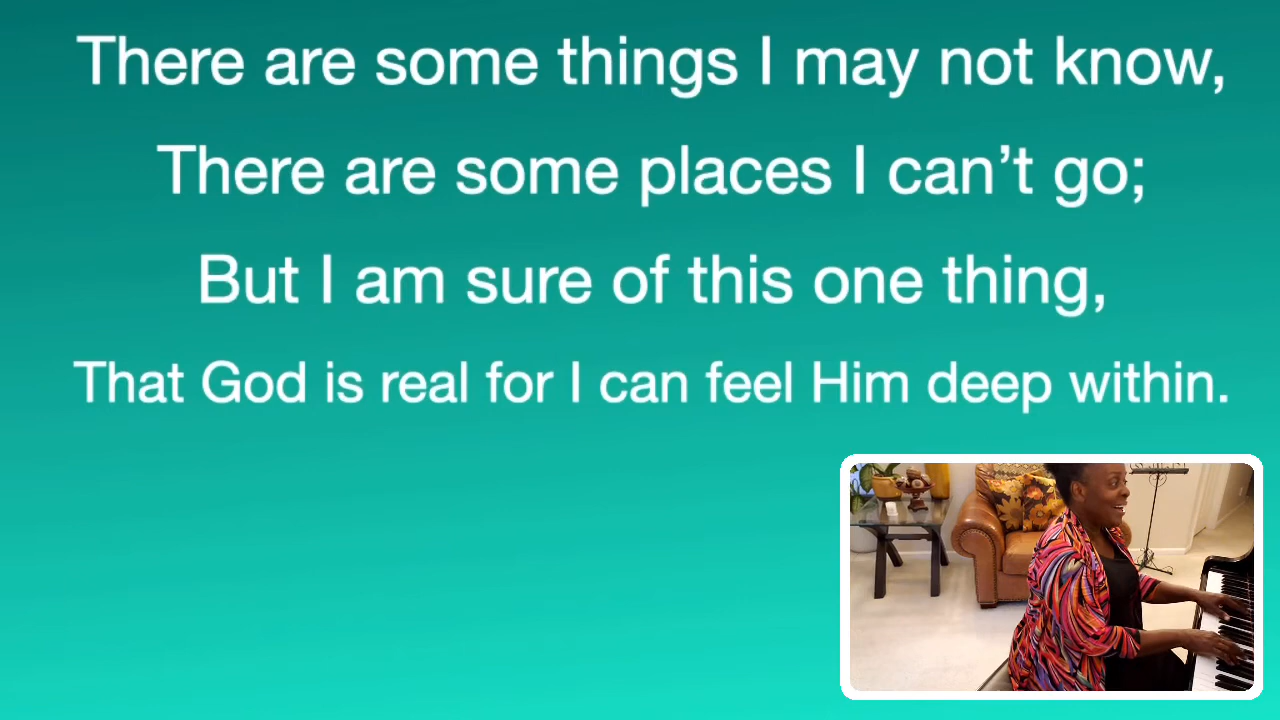 There are some things I may not know,
There are some places I can’t go;
But I am sure of this one thing,
That God is real for I can feel Him deep within.